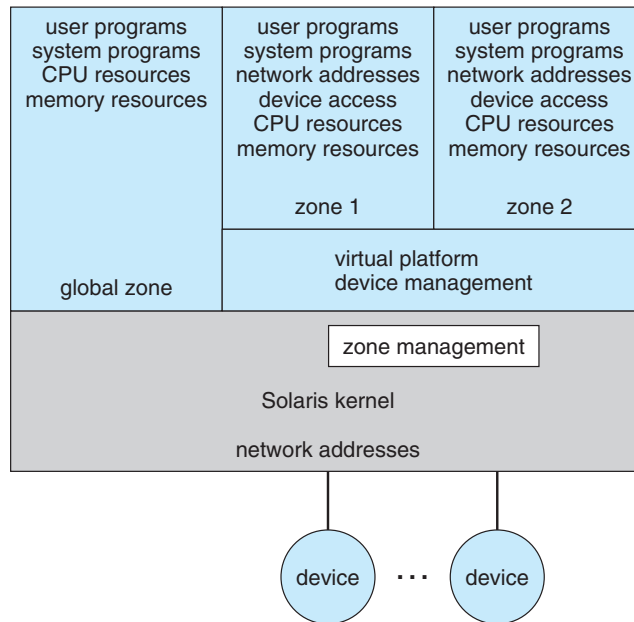 user programs
system programs
CPU resources
memory resources
global zone
user programs
system programs
network addresses
device access
CPU resources
memory resources
zone 1
user programs
system programs
network addresses
device access
CPU resources
memory resources
zone 2
virtual platform
device management
zone management
Solaris kernel
network addresses
device
...
device